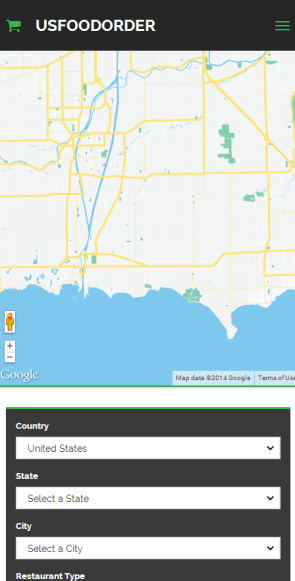 USFOODORDER
Google
Map data ©2014 Google
Terms of Use
Country
United States
State
Select a State
City
Select a City
Restaurant Type